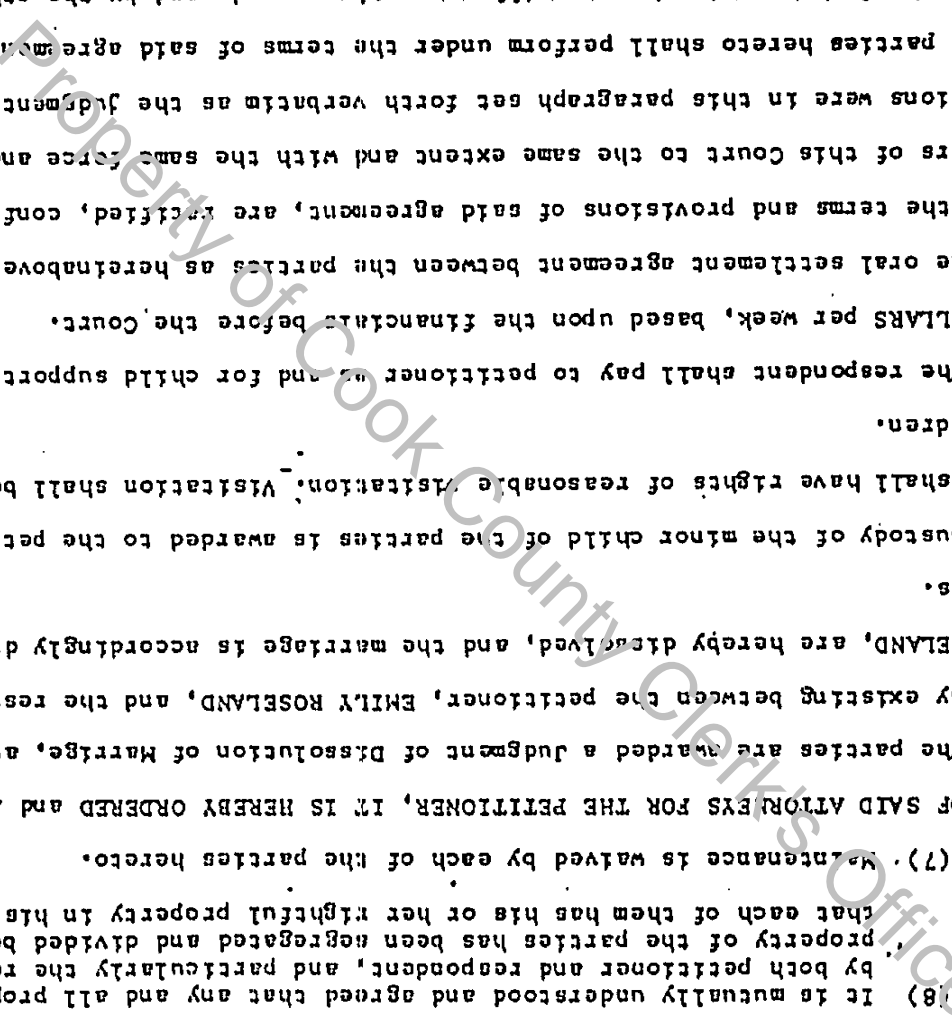 (8) It is mutually understood and agreed that any and all prop
by both petitioner and respondent, and particularly the r
property of the parties has been segregated and divided b
that each of them has his or her rightful property in his
(7). Maintenance is waived by each of the parties hereto.
OF SAID ATTORNEYS FOR THE PETITIONER, IT IS HEREBY ORDERED and
he parties are awarded a Judgment of Dissolution of Marrige, a
y existing between the petitioner, EMILY ROSELAND, and the res
ELAND, are hereby dissolved, and the marriage is accordingly d
s.
ustody of the minor child of the parties is awarded to the pet
shall have rights of reasonable visitation. Visitation shall b
dren.
he respondent shall pay to petitioner as and for child support
LLARS per week, based upon the financials before the Court.
e oral settlement agreement between the parties as hereinabove
the terms and provisions of said agreement, are ratified, conf
rs of this Court to the same extent and with the same force an
ions were in this paragraph set forth verbatim as the judgment
parties hereto shall perform under the terms of said agreemen
Property of Cook County Clerk's Office